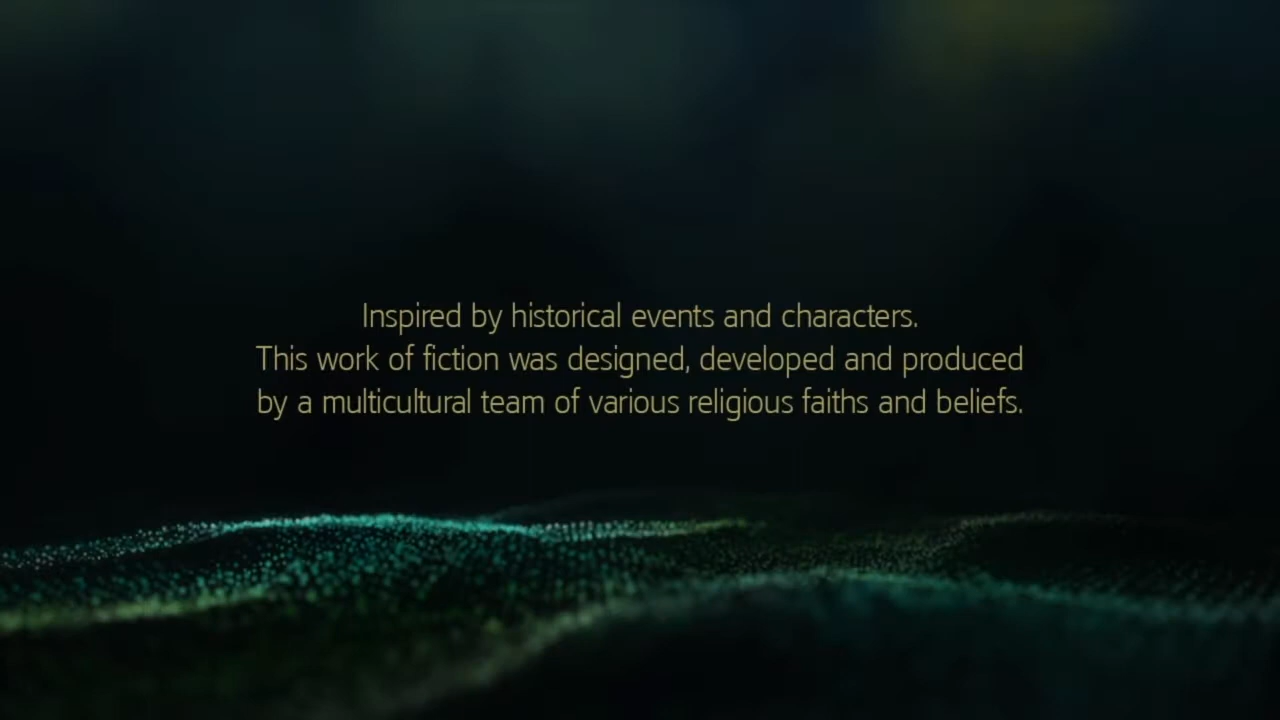 Inspired by historical events and characters.
This work of fiction was designed, developed and produced
by a multicultural team of various religious faiths and beliefs.